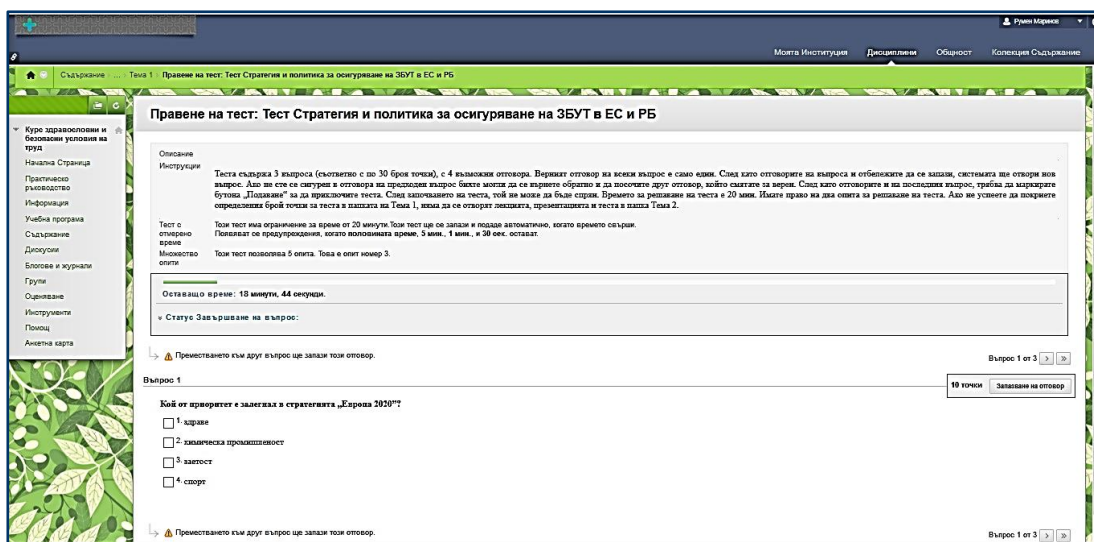 Румен Маринов
Моята Институция Дисциплини Общност Колекция Съдържание
Съдържание ... Тема 1 Правене на тест: Тест Стратегия и политика за осигуряване на ЗБУТ в ЕС и РБ
Курс здравословни и безопасни условия на труд
Начална Страница
Практическо ръководство
Информация
Учебна програма
Съдържание
Дискусии
Блогове и журнали
Групи
Оценяване
Инструменти
Помощ
Анкетна карта
Правене на тест: Тест Стратегия и политика за осигуряване на ЗБУТ в ЕС и РБ
Описание
Инструкции
Теста съдържа 3 въпроса (съответно с по 30 броя точки), с 4 възможни отговора. Верният отговор на всеки въпрос е само един. След като отговорите на въпроса и отбележите да се запази, системата ще отвори нов
въпрос. Ако не сте се сигурен в отговора на предходен въпрос бихте могли да се върнете обратно и да посочите друг отговор, който смятате за верен. След като отговорите и на последния въпрос, трябва да маркирате
бутона „Подаване“ за да приключите теста. След започването на теста, той не може да бъде спрян. Времето за решаване на теста е 20 мин. Имате право на два опита за решаване на теста. Ако не успеете да покриете
определения брой точки за теста в папката на Тема 1, няма да се отворят лекцията, презентацията и теста в папка Тема 2.
Тест с отмерено време
Този тест има ограничение за време от 20 минути.Този тест ще се запази и подаде автоматично, когато времето свърши.
Появяват се предупреждения, когато половината време, 5 мин., 1 мин., и 30 сек. остават.
Множество опити
Този тест позволява 5 опита. Това е опит номер 3.
Оставащо време: 18 минути, 44 секунди.
Статус Завършване на въпрос:
Преместването към друг въпрос ще запази този отговор.
Въпрос 1 от 3
Въпрос 1
10 точки Запазване на отговор
Кой от приоритет е залегнал в стратегията „Европа 2020”?
1. здраве
2. химическа промишленост
3. заетост
4. спорт
Преместването към друг въпрос ще запази този отговор.
Въпрос 1 от 3